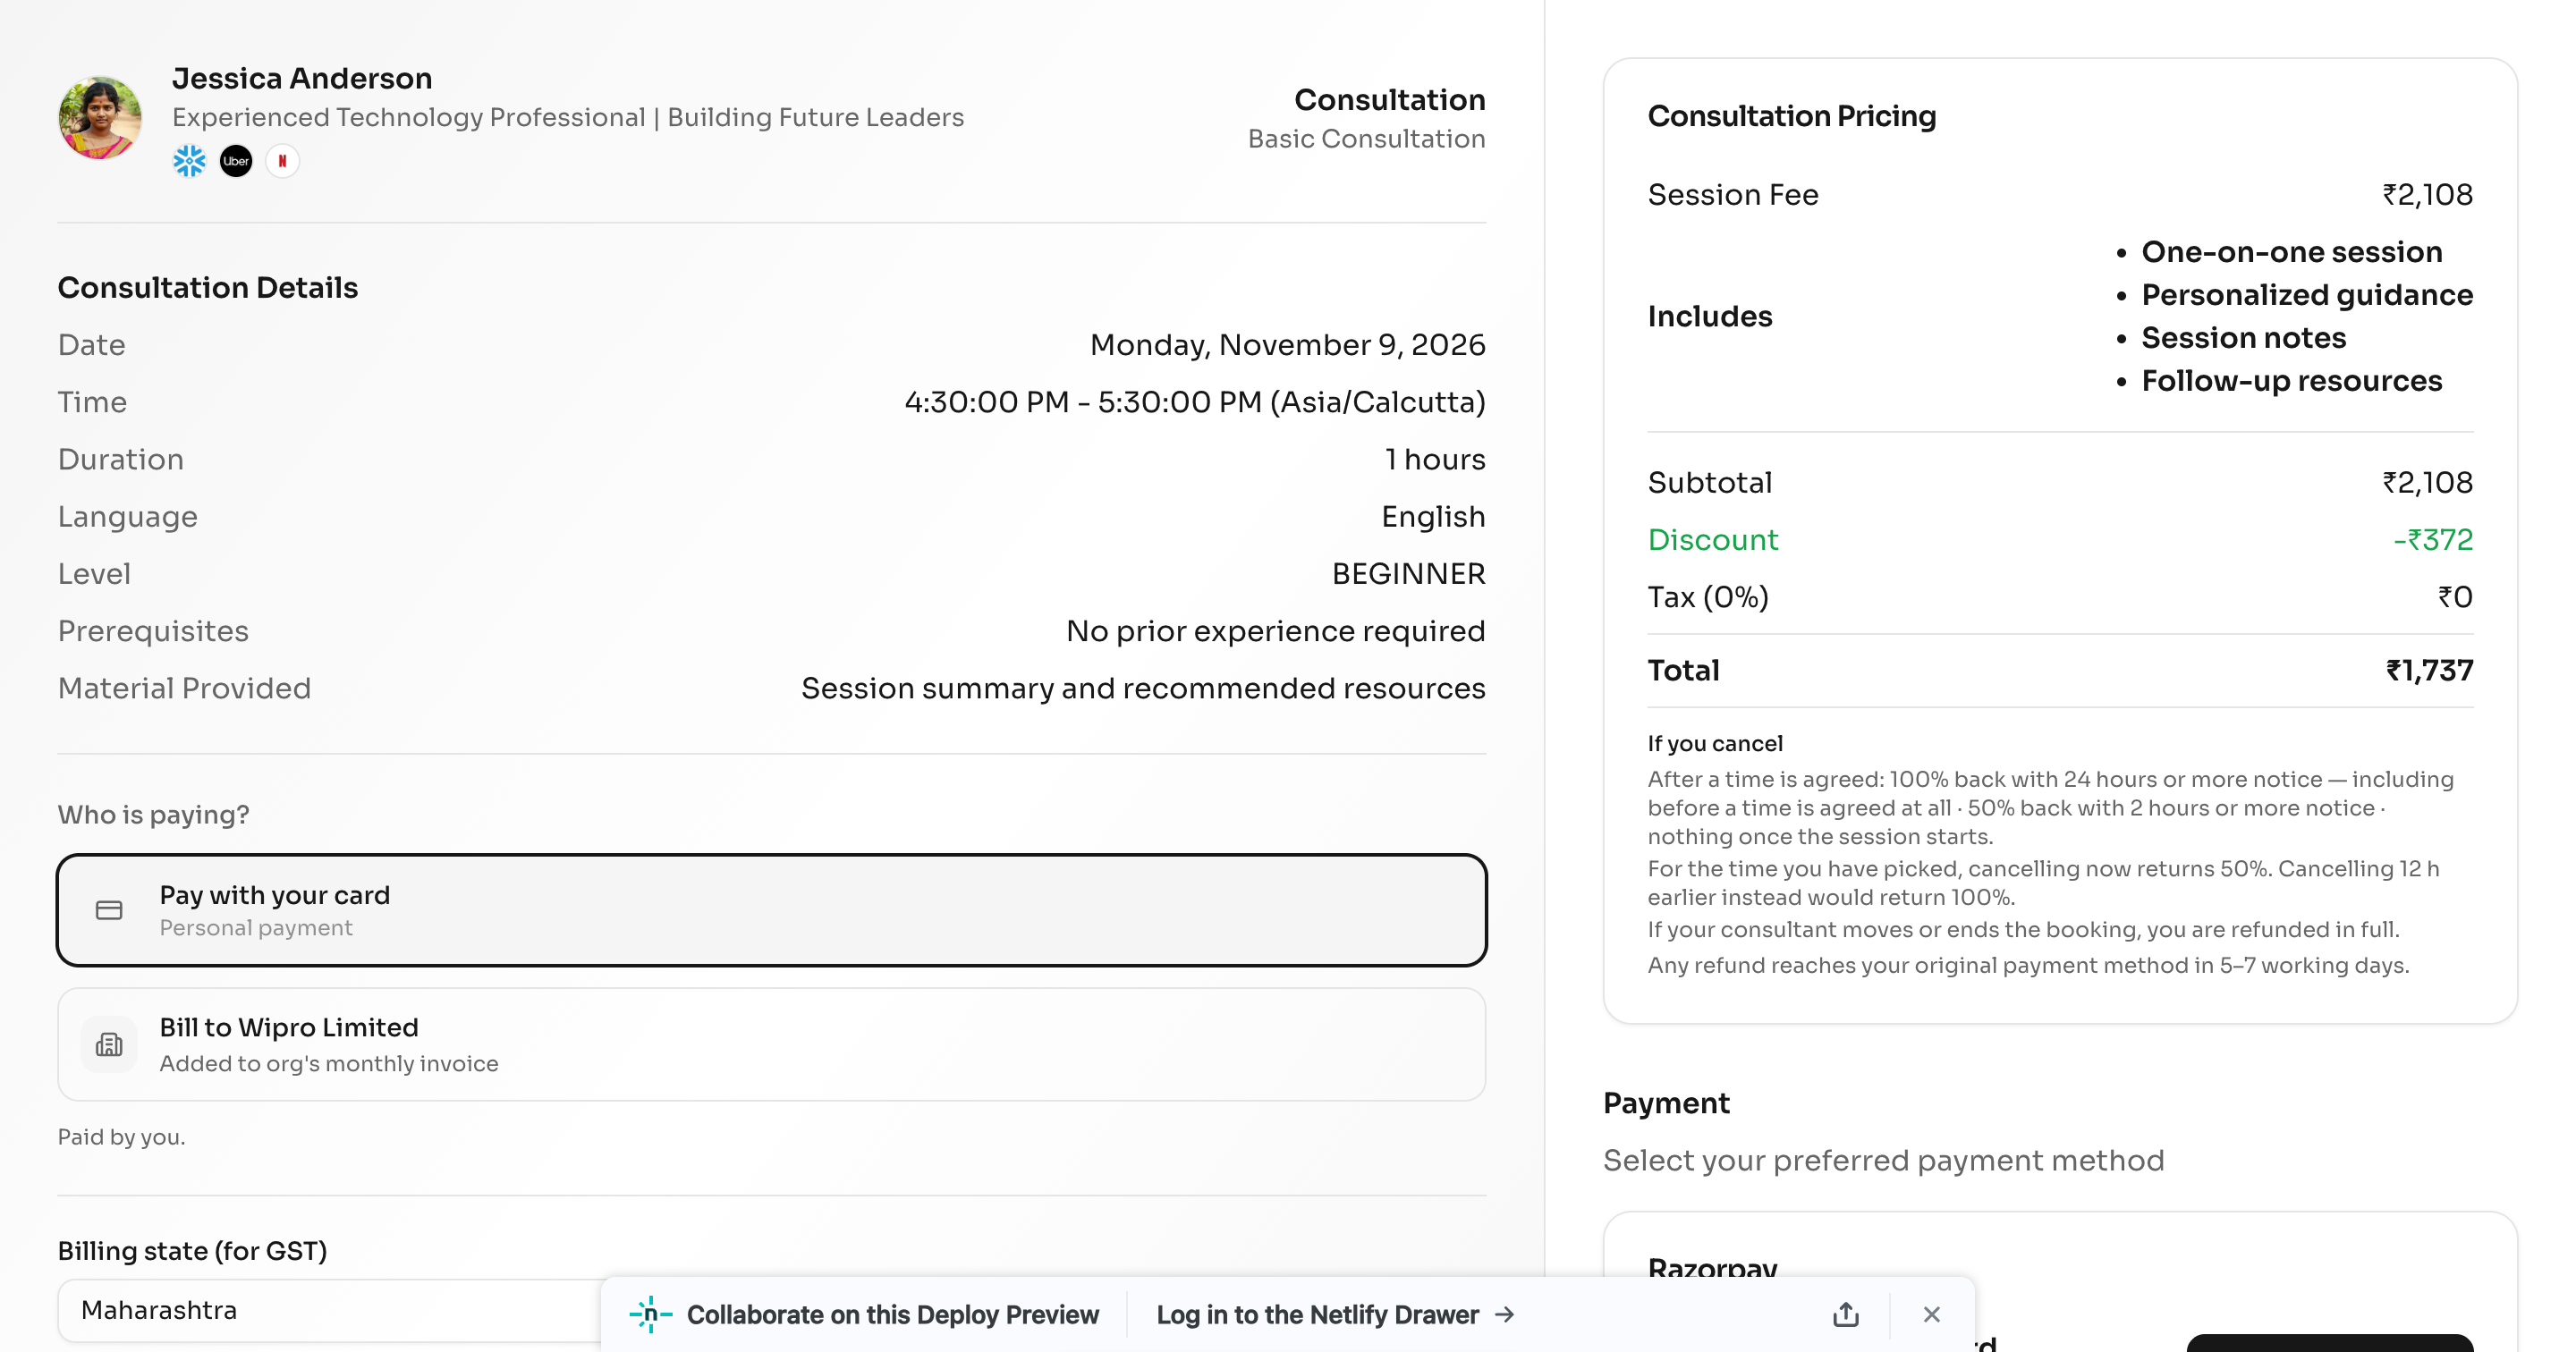 Jessica Anderson
Experienced Technology Professional | Building Future Leaders
Uber
N
Consultation
Basic Consultation
Consultation Details
Date
Monday, November 9, 2026
Time
4:30:00 PM - 5:30:00 PM (Asia/Calcutta)
Duration
1 hours
Language
English
Level
BEGINNER
Prerequisites
No prior experience required
Material Provided
Session summary and recommended resources
Who is paying?
Pay with your card
Personal payment
Bill to Wipro Limited
Added to org's monthly invoice
Paid by you.
Billing state (for GST)
Maharashtra
Consultation Pricing
Session Fee
₹2,108
Includes
• One-on-one session
• Personalized guidance
• Session notes
• Follow-up resources
Subtotal
₹2,108
Discount
-₹372
Tax (0%)
₹0
Total
₹1,737
If you cancel
After a time is agreed: 100% back with 24 hours or more notice — including
before a time is agreed at all · 50% back with 2 hours or more notice ·
nothing once the session starts.
For the time you have picked, cancelling now returns 50%. Cancelling 12 h
earlier instead would return 100%.
If your consultant moves or ends the booking, you are refunded in full.
Any refund reaches your original payment method in 5–7 working days.
Payment
Select your preferred payment method
Razorpay
Collaborate on this Deploy Preview
Log in to the Netlify Drawer →